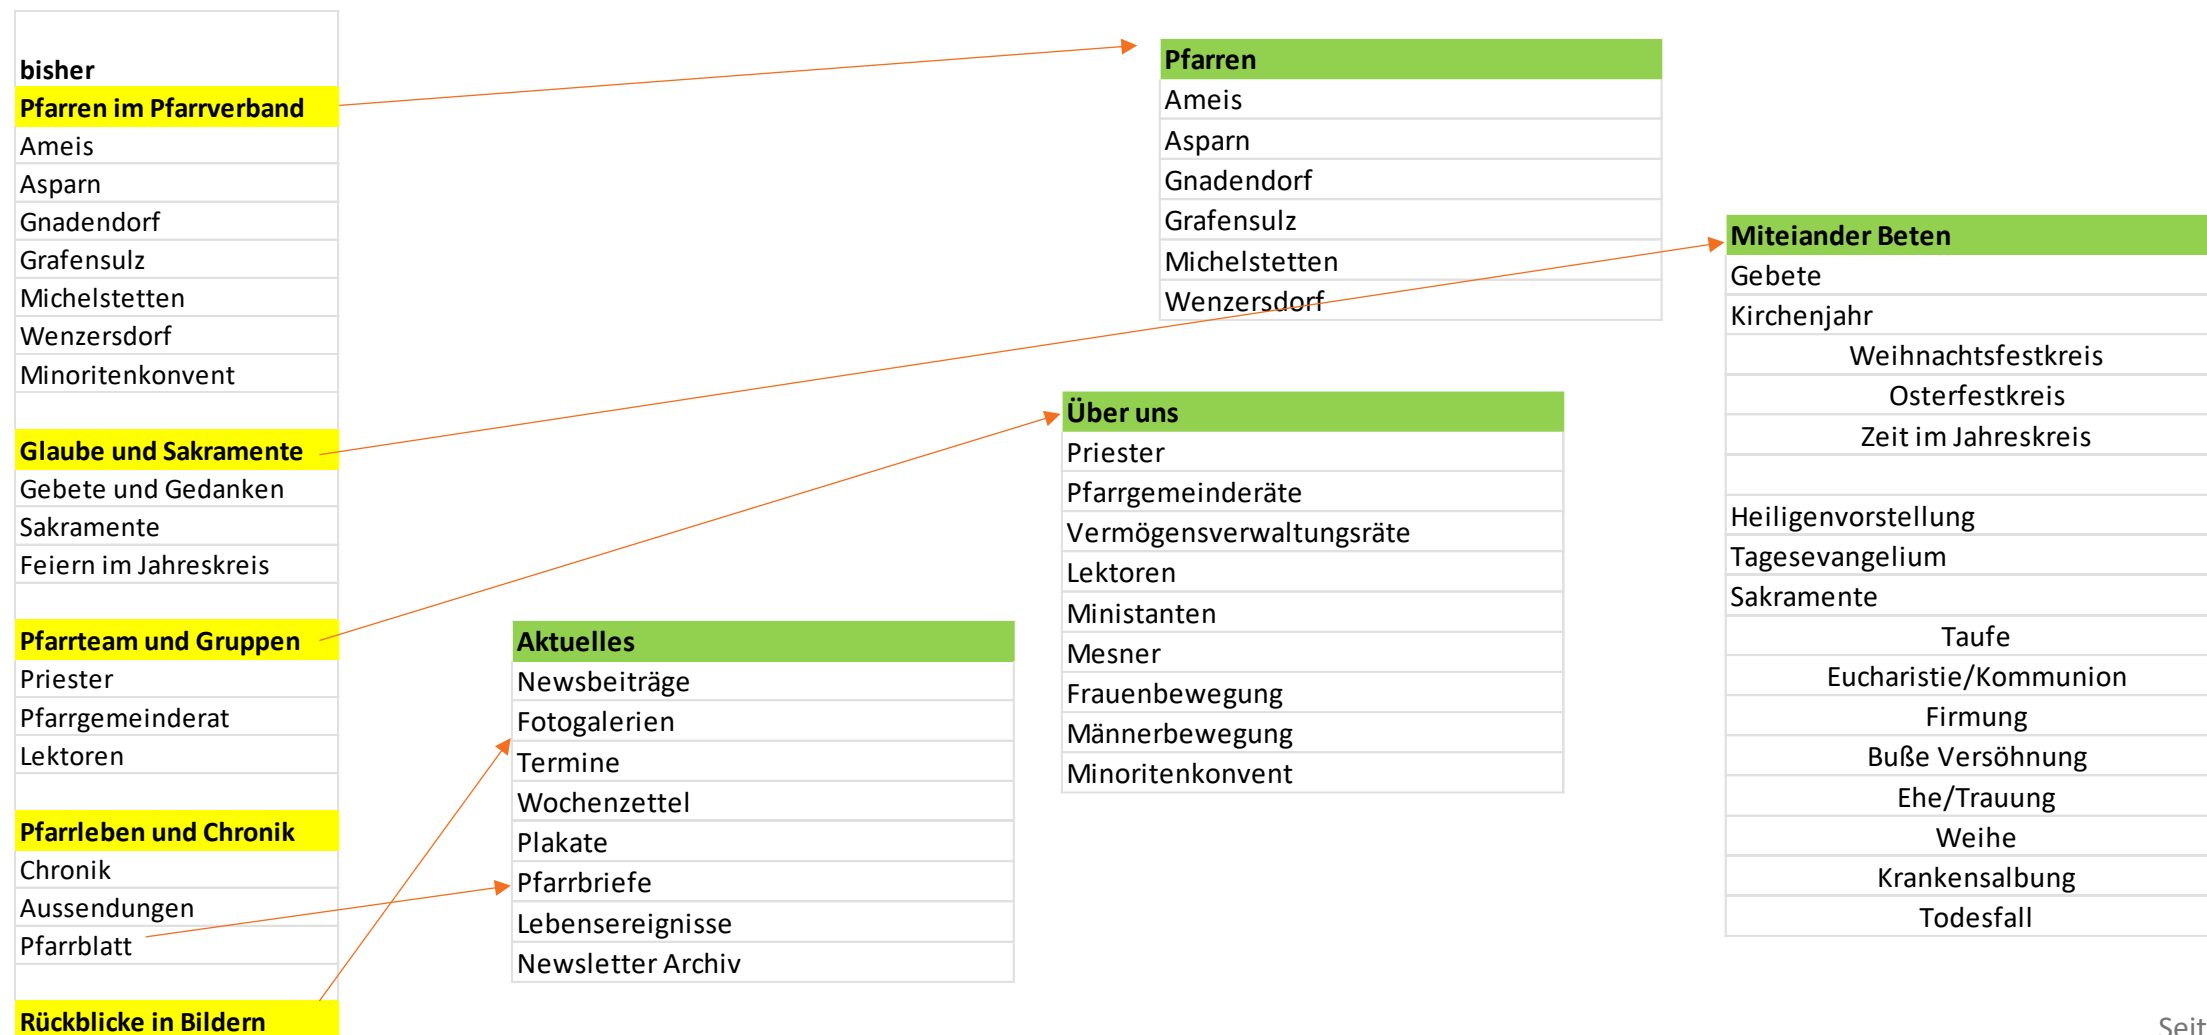 bisher
Pfarren im Pfarrverband
Ameis
Asparn
Gnadendorf
Grafensulz
Michelstetten
Wenzersdorf
Minoritenkonvent
Glaube und Sakramente
Gebete und Gedanken
Sakramente
Feiern im Jahreskreis
Pfarrteam und Gruppen
Priester
Pfarrgemeinderat
Lektoren
Pfarrleben und Chronik
Chronik
Aussendungen
Pfarrblatt
Rückblicke in Bildern
Aktuelles
Newsbeiträge
Fotogalerien
Termine
Wochenzettel
Plakate
Pfarrbriefe
Lebensereignisse
Newsletter Archiv
Pfarren
Ameis
Asparn
Gnadendorf
Grafensulz
Michelstetten
Wenzersdorf
Über uns
Priester
Pfarrgemeinderäte
Vermögensverwaltungsräte
Lektoren
Ministanten
Mesner
Frauenbewegung
Männerbewegung
Minoritenkonvent
Miteiander Beten
Gebete
Kirchenjahr
Weihnachtsfestkreis
Osterfestkreis
Zeit im Jahreskreis
Heiligenvorstellung
Tagesevangelium
Sakramente
Taufe
Eucharistie/Kommunion
Firmung
Buße Versöhnung
Ehe/Trauung
Weihe
Krankensalbung
Todesfall
Seit